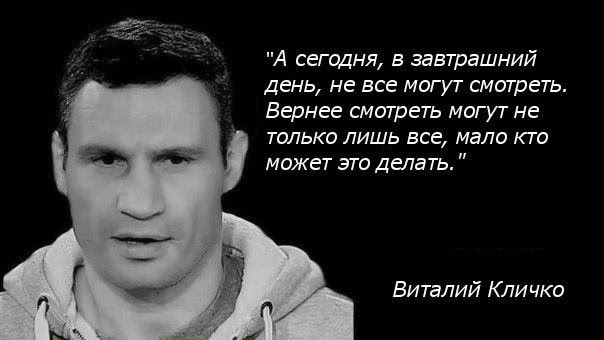 "А сегодня, в завтрашний
день, не все могут смотреть.
Вернее смотреть могут не
только лишь все, мало кто
может это делать."
Виталий Кличко